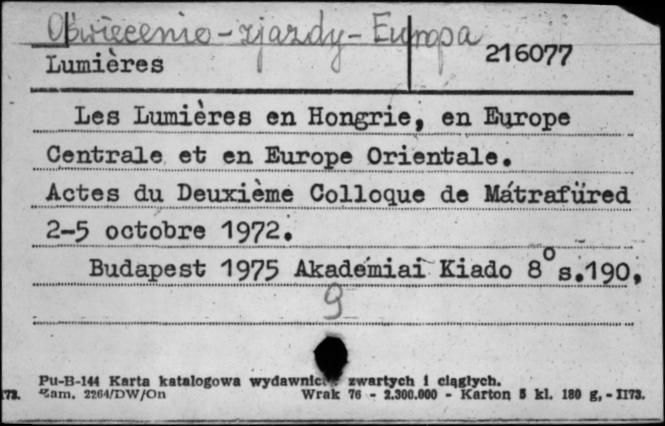 Oświecenie - zjazdy - Europa
216077
Lumières
Les Lumières en Hongrie, en Europe
Centrale et en Europe Orientale.
Actes du Deuxième Colloque de Mátrafüred
2-5 octobre 1972.
Budapest 1975 Akadémiai Kiado 8° s.190,
9
Pu-B-144 Karta katalogowa wydawnictw zwartych i ciągłych.
173. Zam. 2264/DW/On Wrak 76 - 2.300.000 - Karton 5 kl. 180 g, - II73.